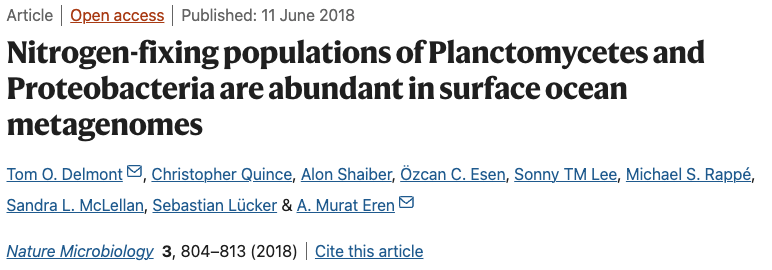 Article | Open access | Published: 11 June 2018
Nitrogen-fixing populations of Planctomycetes and
Proteobacteria are abundant in surface ocean
metagenomes
Tom O. Delmont, Christopher Quince, Alon Shaiber, Özcan C. Esen, Sonny TM Lee, Michael S. Rappé,
Sandra L. McLellan, Sebastian Lücker & A. Murat Eren
Nature Microbiology 3, 804–813 (2018) | Cite this article